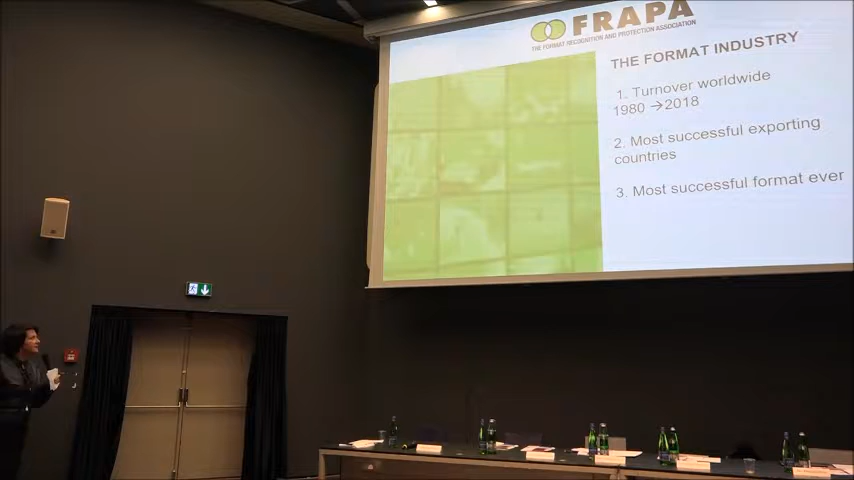 FRAPA
THE FORMAT RECOGNITION AND PROTECTION ASSOCIATION
THE FORMAT INDUSTRY
1. Turnover worldwide
1980 →2018
2. Most successful exporting
countries
3. Most successful format ever